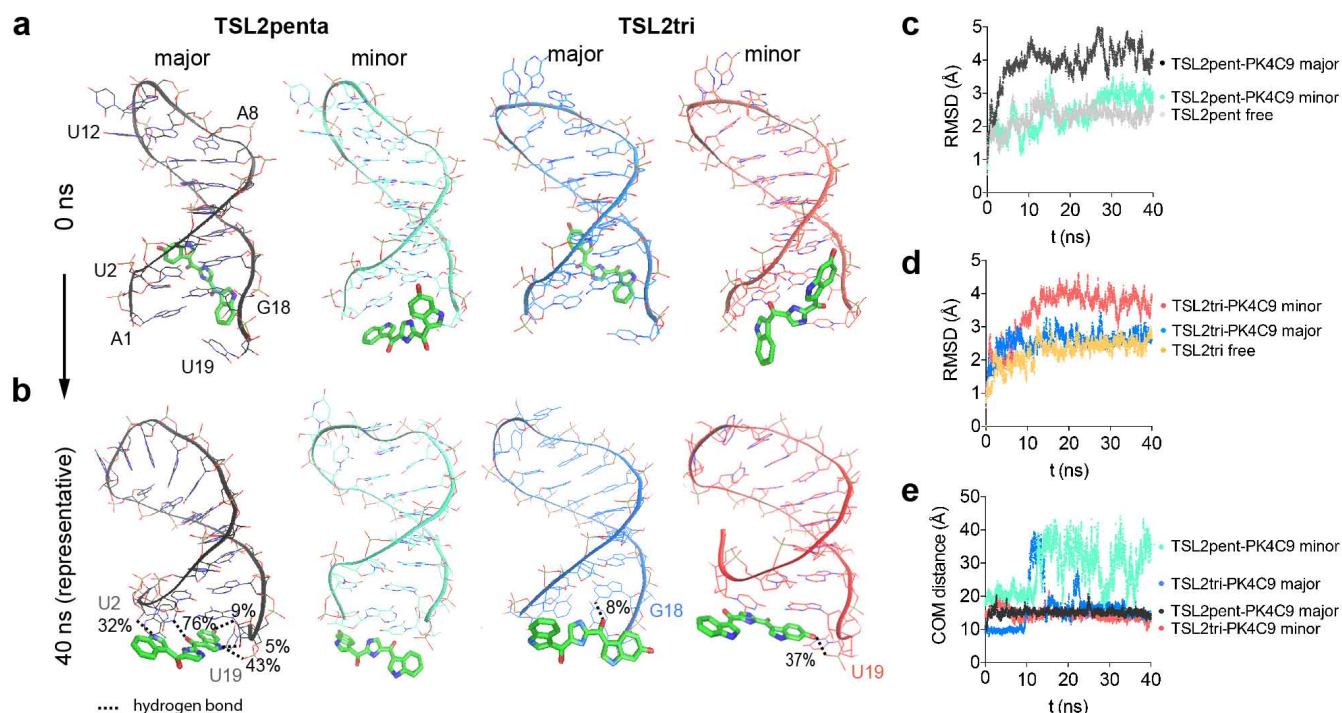 a
TSL2penta
TSL2tri
major
minor
major
minor
0 ns
U12
A8
U2
A1
G18
U19
b
40 ns (representative)
U2
32%
76%
9%
5%
43%
U19
8%
G18
37%
U19
hydrogen bond
c
RMSD (Å)
5
4
3
2
1
0
0 10 20 30 40
t (ns)
TSL2pent-PK4C9 major
TSL2pent-PK4C9 minor
TSL2pent free
d
RMSD (Å)
5
4
3
2
1
0
0 10 20 30 40
t (ns)
TSL2tri-PK4C9 minor
TSL2tri-PK4C9 major
TSL2tri free
e
COM distance (Å)
50
40
30
20
10
0
0 10 20 30 40
t (ns)
TSL2pent-PK4C9 minor
TSL2tri-PK4C9 major
TSL2pent-PK4C9 major
TSL2tri-PK4C9 minor